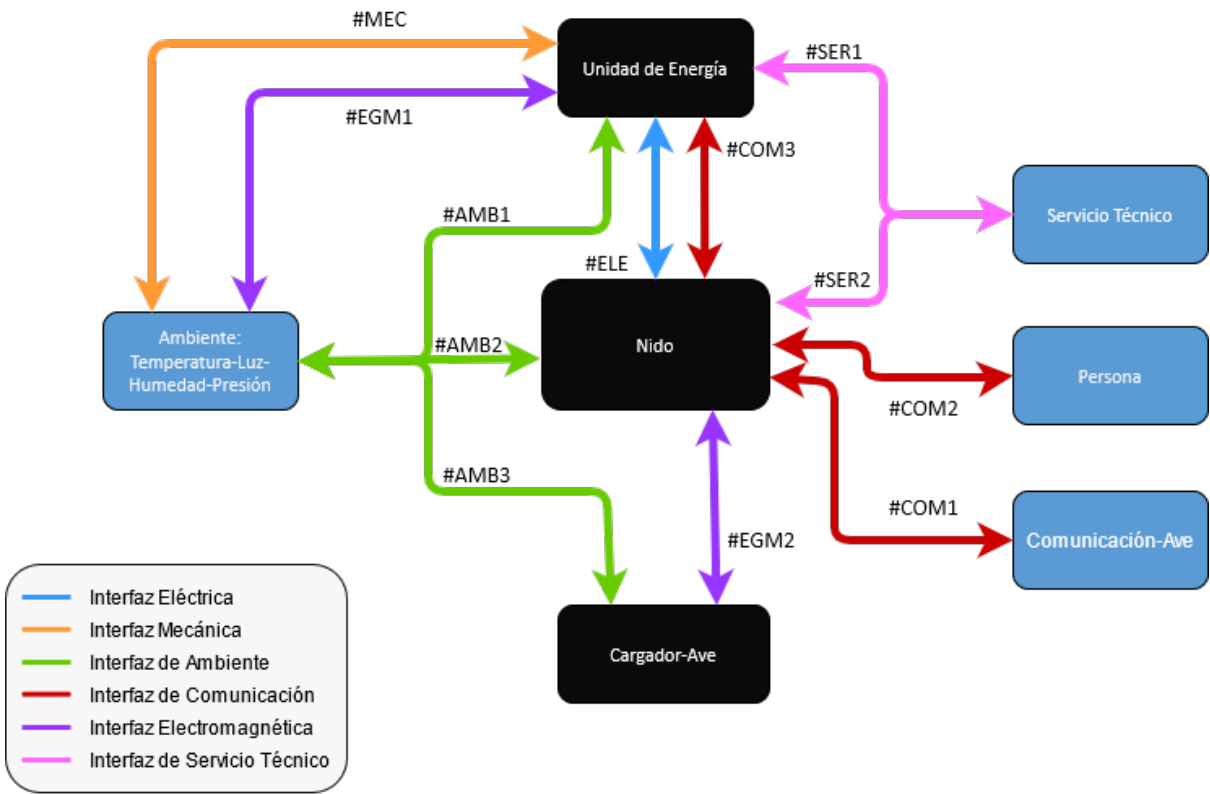 #MEC
Unidad de Energía
#SER1
#EGM1
#COM3
#AMB1
Servicio Técnico
#ELE
#SER2
Ambiente:
Temperatura-Luz-
Humedad-Presión
#AMB2
Nido
Persona
#COM2
#AMB3
#COM1
#EGM2
Comunicación-Ave
Interfaz Eléctrica
Interfaz Mecánica
Interfaz de Ambiente
Interfaz de Comunicación
Interfaz Electromagnética
Interfaz de Servicio Técnico
Cargador-Ave